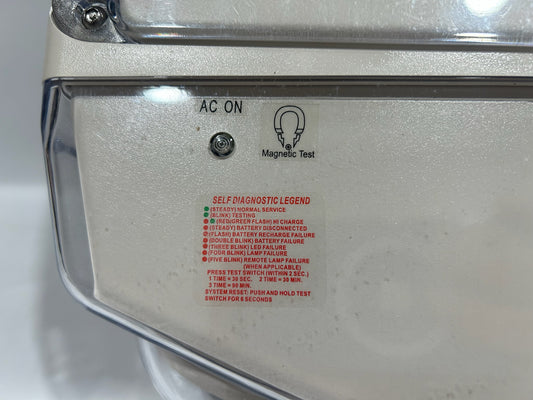 AC ON
Magnetic Test
SELF DIAGNOSTIC LEGEND
(STEADY) NORMAL SERVICE
(BLINK) TESTING
(RED/GREEN FLASH) HI CHARGE
(STEADY) BATTERY DISCONNECTED
(FLASH) BATTERY RECHARGE FAILURE
(DOUBLE BLINK) BATTERY FAILURE
(THREE BLINK) LED FAILURE
(FOUR BLINK) LAMP FAILURE
(FIVE BLINK) REMOTE LAMP FAILURE
(WHEN APPLICABLE)
PRESS TEST SWITCH (WITHIN 2 SEC.)
1 TIME = 30 SEC. 2 TIME = 30 MIN.
3 TIME = 90 MIN.
SYSTEM RESET: PUSH AND HOLD TEST
SWITCH FOR 6 SECONDS